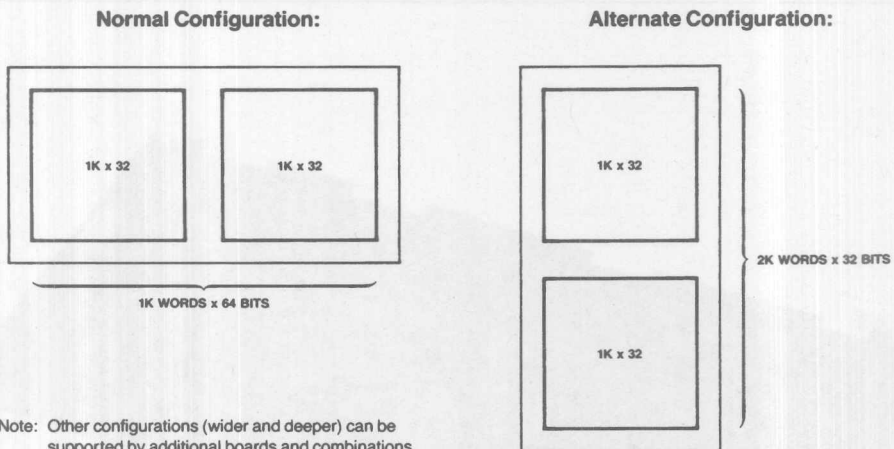 Normal Configuration:
Alternate Configuration:
1K x 32
1K x 32
1K WORDS x 64 BITS
1K x 32
1K x 32
2K WORDS x 32 BITS
Note: Other configurations (wider and deeper) can be
supported by additional boards and combinations